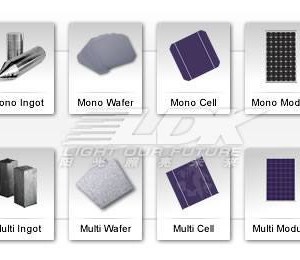 ono Ingot
Mono Wafer
Mono Cell
Mono Modu
LDK
LIGHT OUR FUTURE
ulti Ingot
Multi Wafer
Multi Cell
Multi Modu